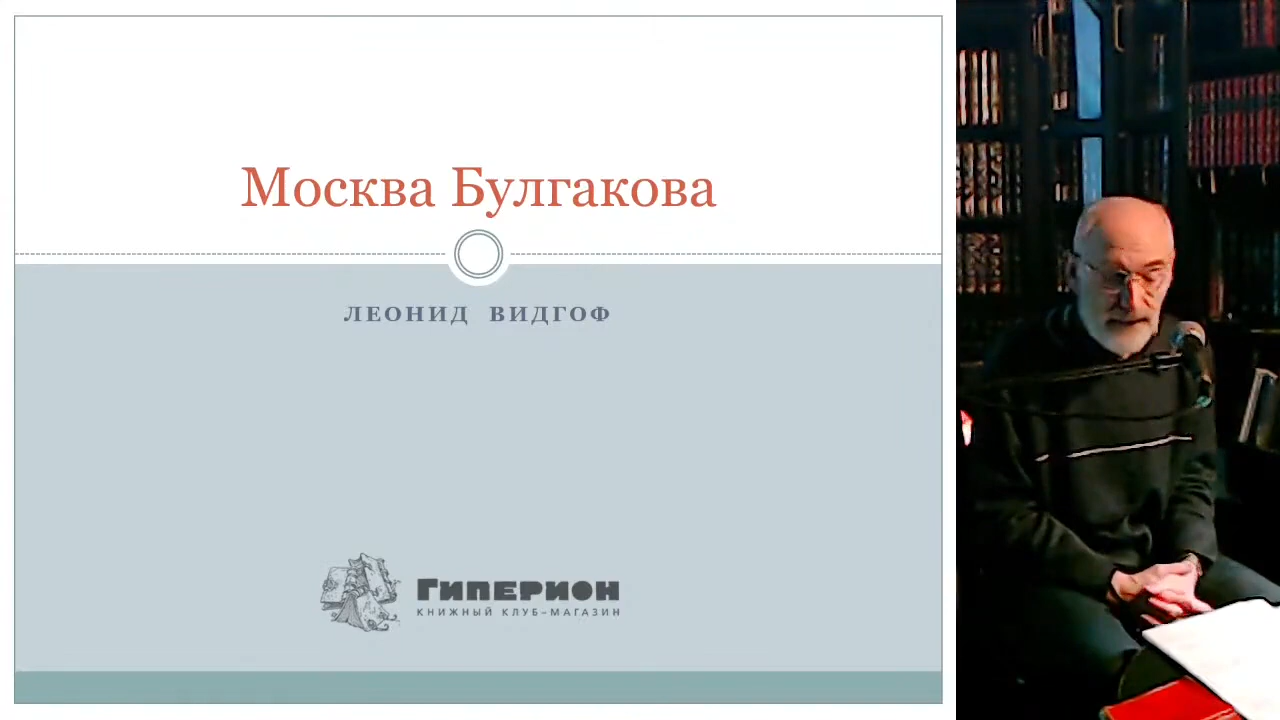 Москва Булгакова
ЛЕОНИД ВИДГОФ
ГИПЕРИОН
КНИЖНЫЙ КЛУБ-МАГАЗИН